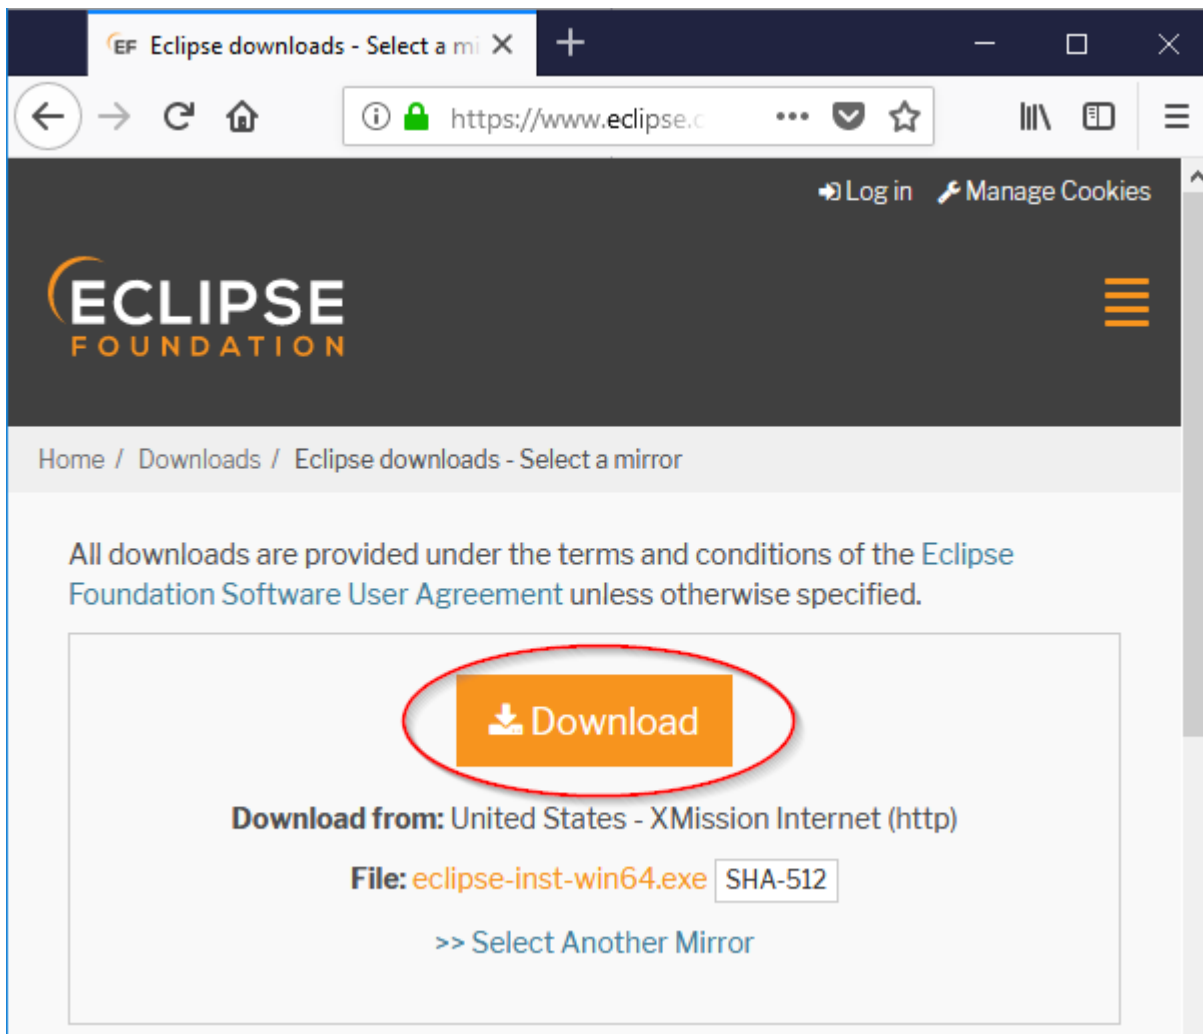 EF Eclipse downloads - Select a mi
https://www.eclipse.c
Log in Manage Cookies
ECLIPSE
FOUNDATION
Home / Downloads / Eclipse downloads - Select a mirror
All downloads are provided under the terms and conditions of the Eclipse
Foundation Software User Agreement unless otherwise specified.
Download
Download from: United States - XMission Internet (http)
File: eclipse-inst-win64.exe SHA-512
>> Select Another Mirror